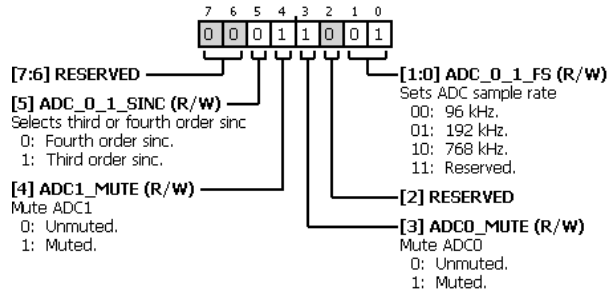 7 6 5 4 3 2 1 0
0 0 0 1 1 0 0 1
[7:6] RESERVED
[5] ADC_0_1_SINC (R/W)
Selects third or fourth order sinc
0: Fourth order sinc.
1: Third order sinc.
[4] ADC1_MUTE (R/W)
Mute ADC1
0: Unmuted.
1: Muted.
[1:0] ADC_0_1_FS (R/W)
Sets ADC sample rate
00: 96 kHz.
01: 192 kHz.
10: 768 kHz.
11: Reserved.
[2] RESERVED
[3] ADC0_MUTE (R/W)
Mute ADC0
0: Unmuted.
1: Muted.